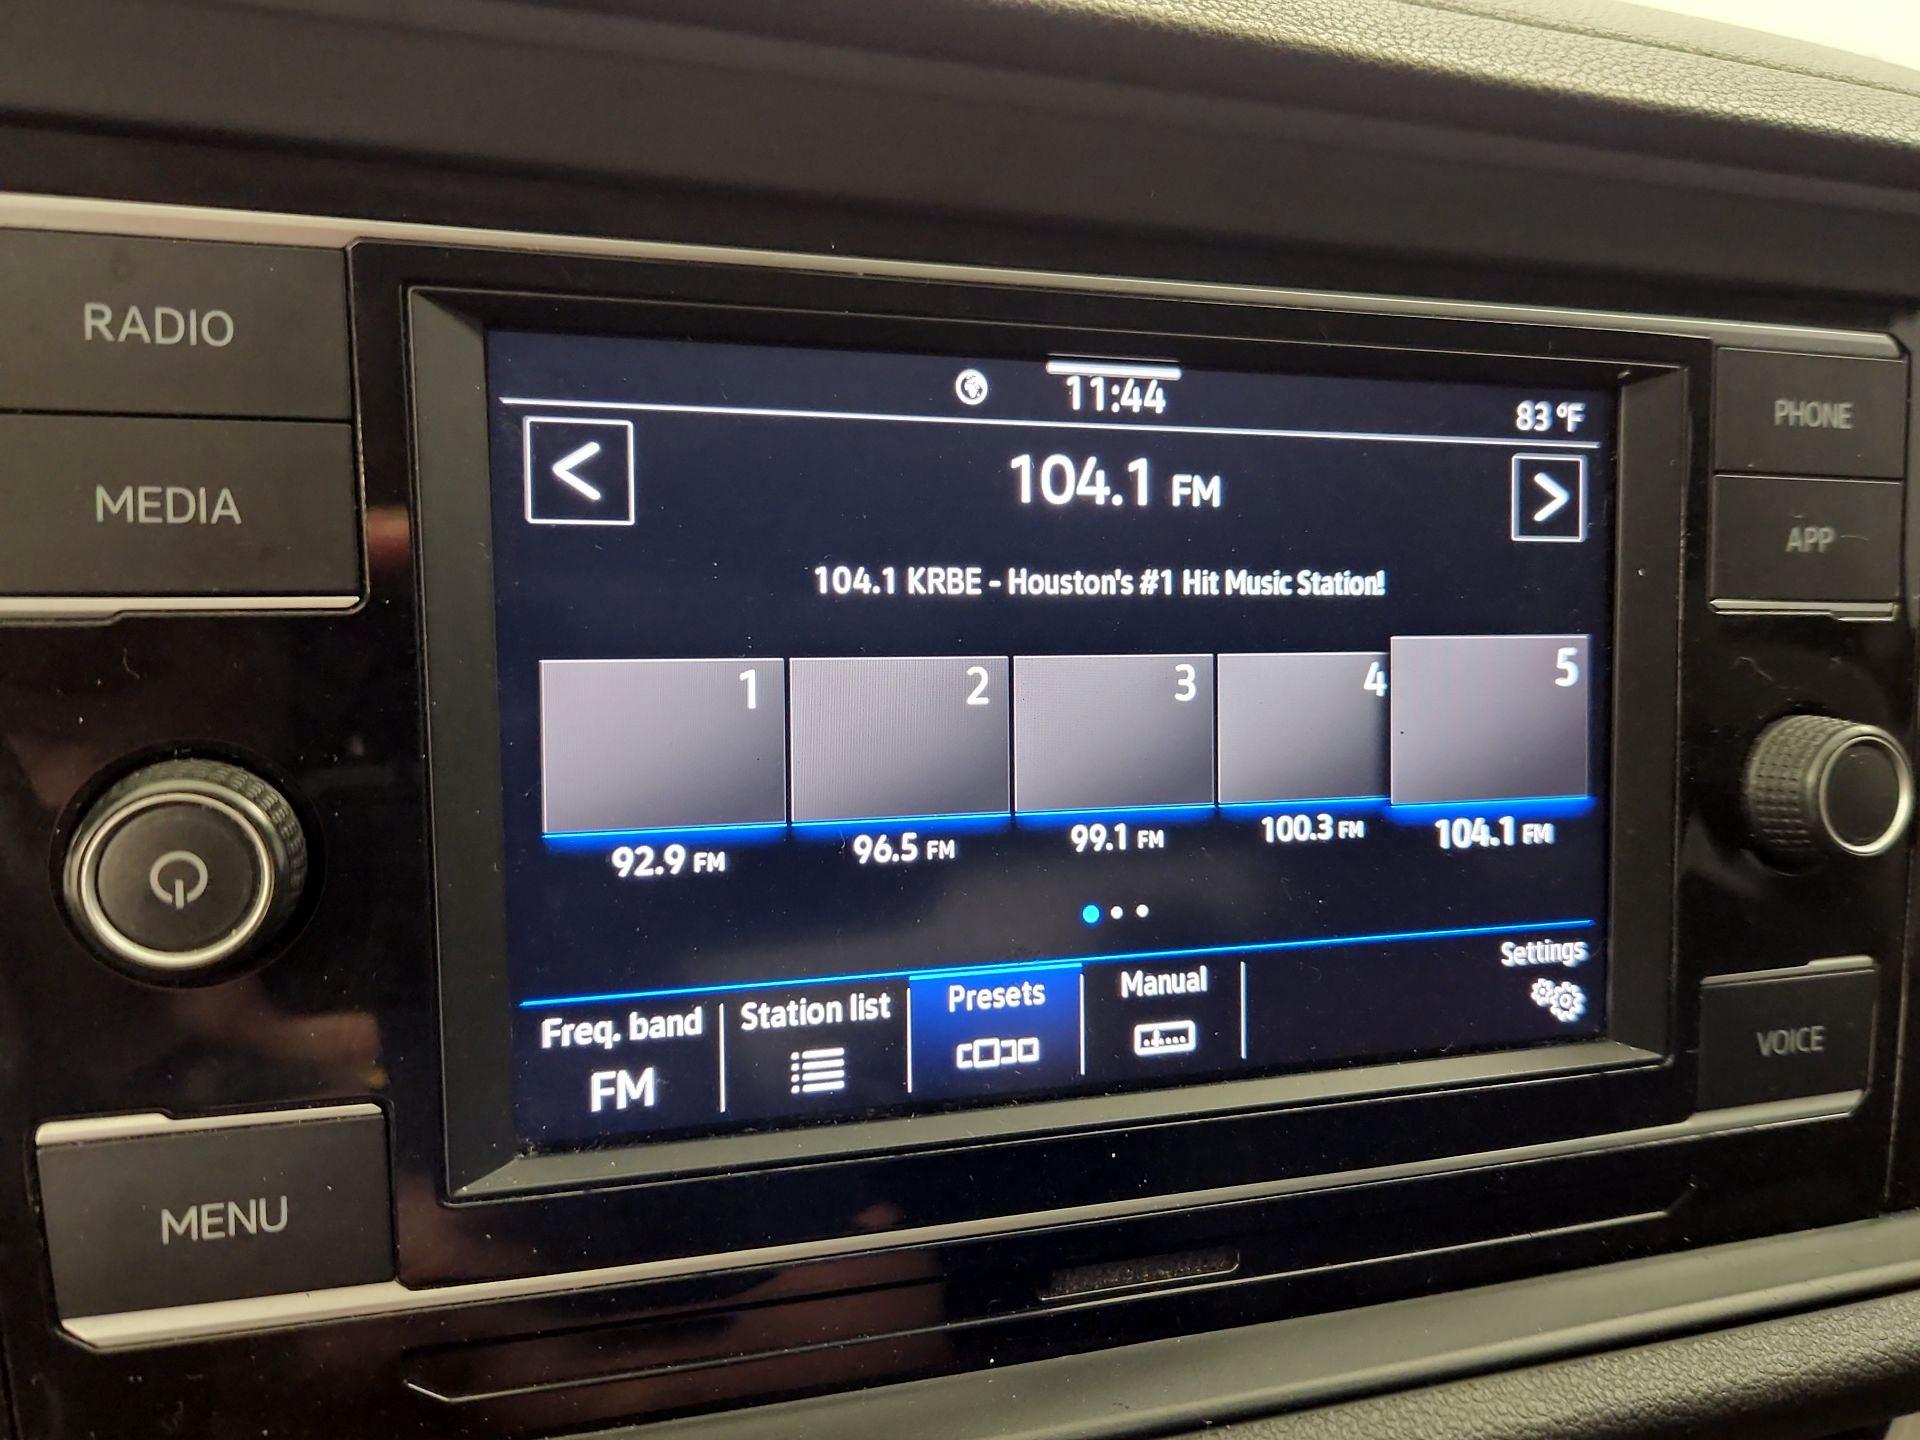 RADIO
MEDIA
MENU
11:44
83 °F
<
104.1 FM
>
104.1 KRBE - Houston's #1 Hit Music Station!
1
2
3
4
5
92.9 FM
96.5 FM
99.1 FM
100.3 FM
104.1 FM
Freq. band
FM
Station list
Presets
Manual
Settings
PHONE
APP
VOICE